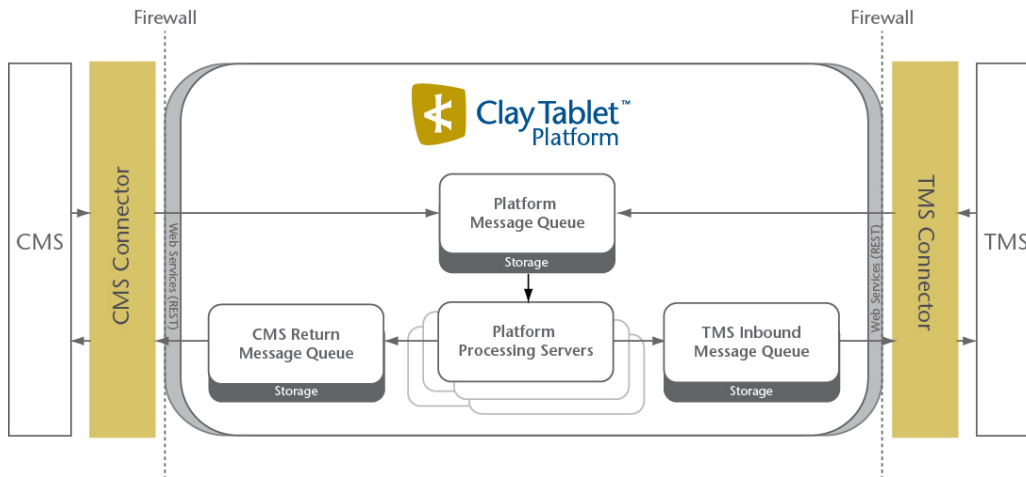 Firewall
Firewall
Clay Tablet™
Platform
CMS
CMS Connector
Web Services (REST)
Platform
Message Queue
Storage
Web Services (REST)
TMS Connector
TMS
CMS Return
Message Queue
Storage
Platform
Processing Servers
TMS Inbound
Message Queue
Storage